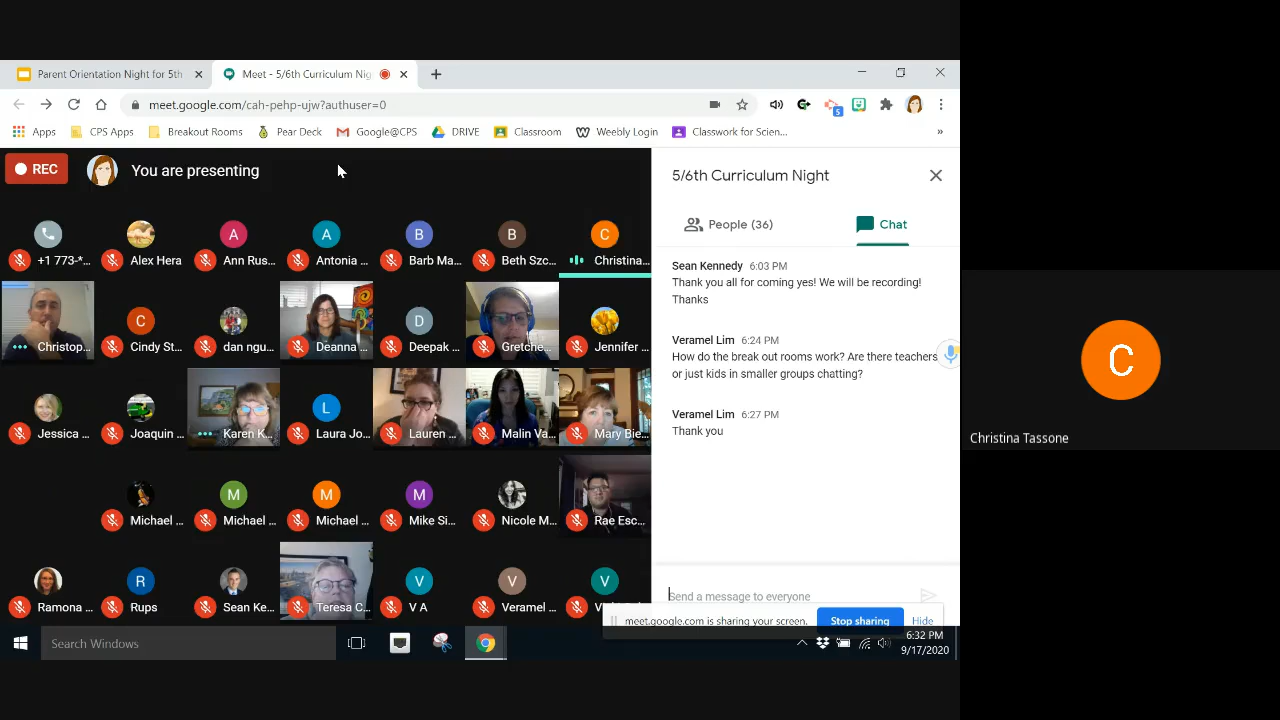 Parent Orientation Night for 5th
Meet - 5/6th Curriculum Nig
meet.google.com/cah-pehp-ujw?authuser=0
5
Apps
CPS Apps
Breakout Rooms
Pear Deck
Google@CPS
DRIVE
Classroom
Weebly Login
Classwork for Scien...
»
REC
You are presenting
A
A
B
B
C
+1 773-*...
Alex Hera
Ann Rus...
Antonia ...
Barb Ma...
Beth Szc...
Christina...
C
D
Christop...
Cindy St...
dan ngu...
Deanna ...
Deepak ...
Gretche...
Jennifer ...
L
Jessica ...
Joaquin ...
Karen K...
Laura Jo...
Lauren ...
Malin Va...
Mary Bie...
M
M
M
Michael ...
Michael ...
Michael ...
Mike Si...
Nicole M...
Rae Esc...
R
V
V
V
Ramona ...
Rups
Sean Ke...
Teresa C...
V A
Veramel ...
5/6th Curriculum Night
People (36)
Chat
Sean Kennedy 6:03 PM
Thank you all for coming yes! We will be recording!
Thanks
Veramel Lim 6:24 PM
How do the break out rooms work? Are there teachers
or just kids in smaller groups chatting?
Veramel Lim 6:27 PM
Thank you
Send a message to everyone
meet.google.com is sharing your screen.
Stop sharing
Hide
Search Windows
6:32 PM
9/17/2020
C
Christina Tassone